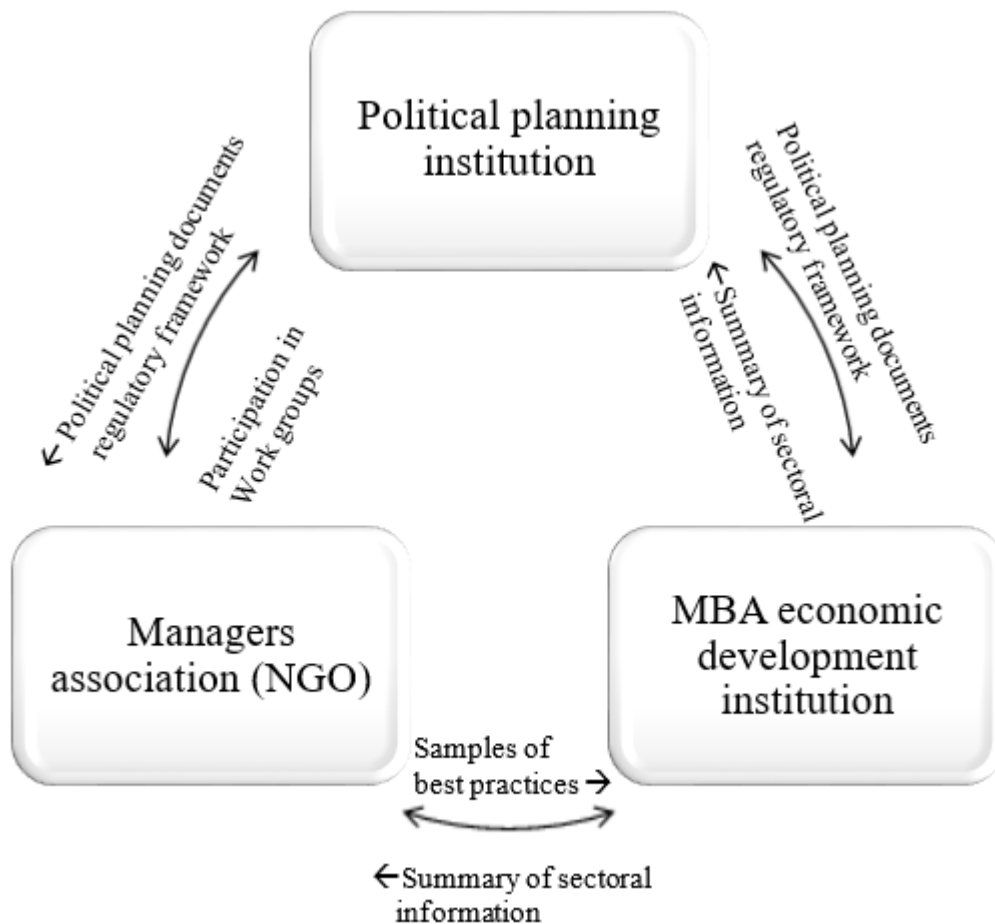 Political planning
institution
← Political planning documents
regulatory framework
Participation in
Work groups
Political planning documents
regulatory framework
←Summary of sectoral
information
Managers
association (NGO)
MBA economic
development
institution
Samples of
best practices →
←Summary of sectoral
information